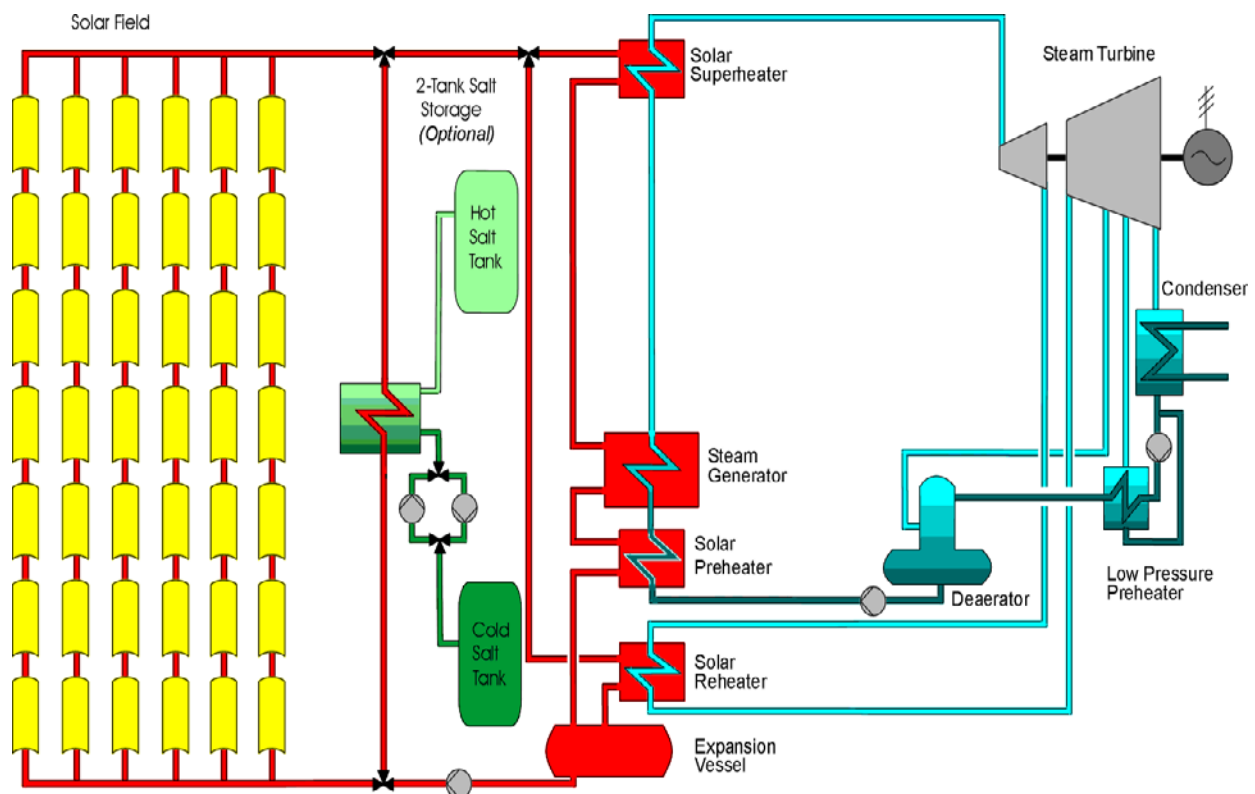 Solar Field
Solar
Superheater
Steam Turbine
2-Tank Salt
Storage
(Optional)
Hot
Salt
Tank
Condenser
Steam
Generator
Solar
Preheater
Deaerator
Low Pressure
Preheater
Cold
Salt
Tank
Solar
Reheater
Expansion
Vessel